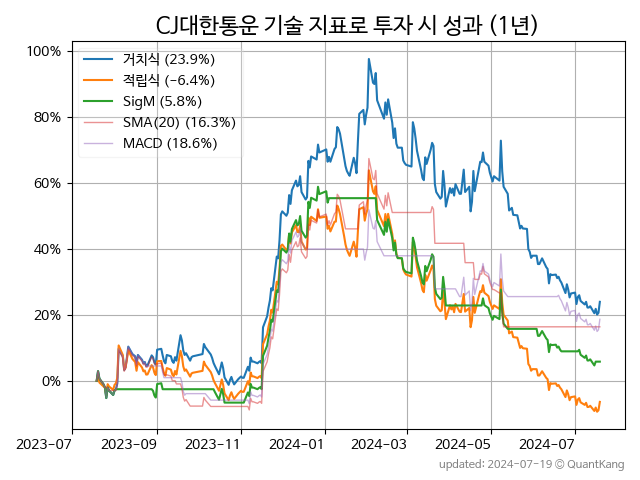 CJ대한통운 기술 지표로 투자 시 성과 (1년)
100%
80%
60%
40%
20%
0%
거치식 (23.9%)
적립식 (-6.4%)
SigM (5.8%)
SMA(20) (16.3%)
MACD (18.6%)
2023-07
2023-09
2023-11
2024-01
2024-03
2024-05
2024-07
updated: 2024-07-19 © QuantKang